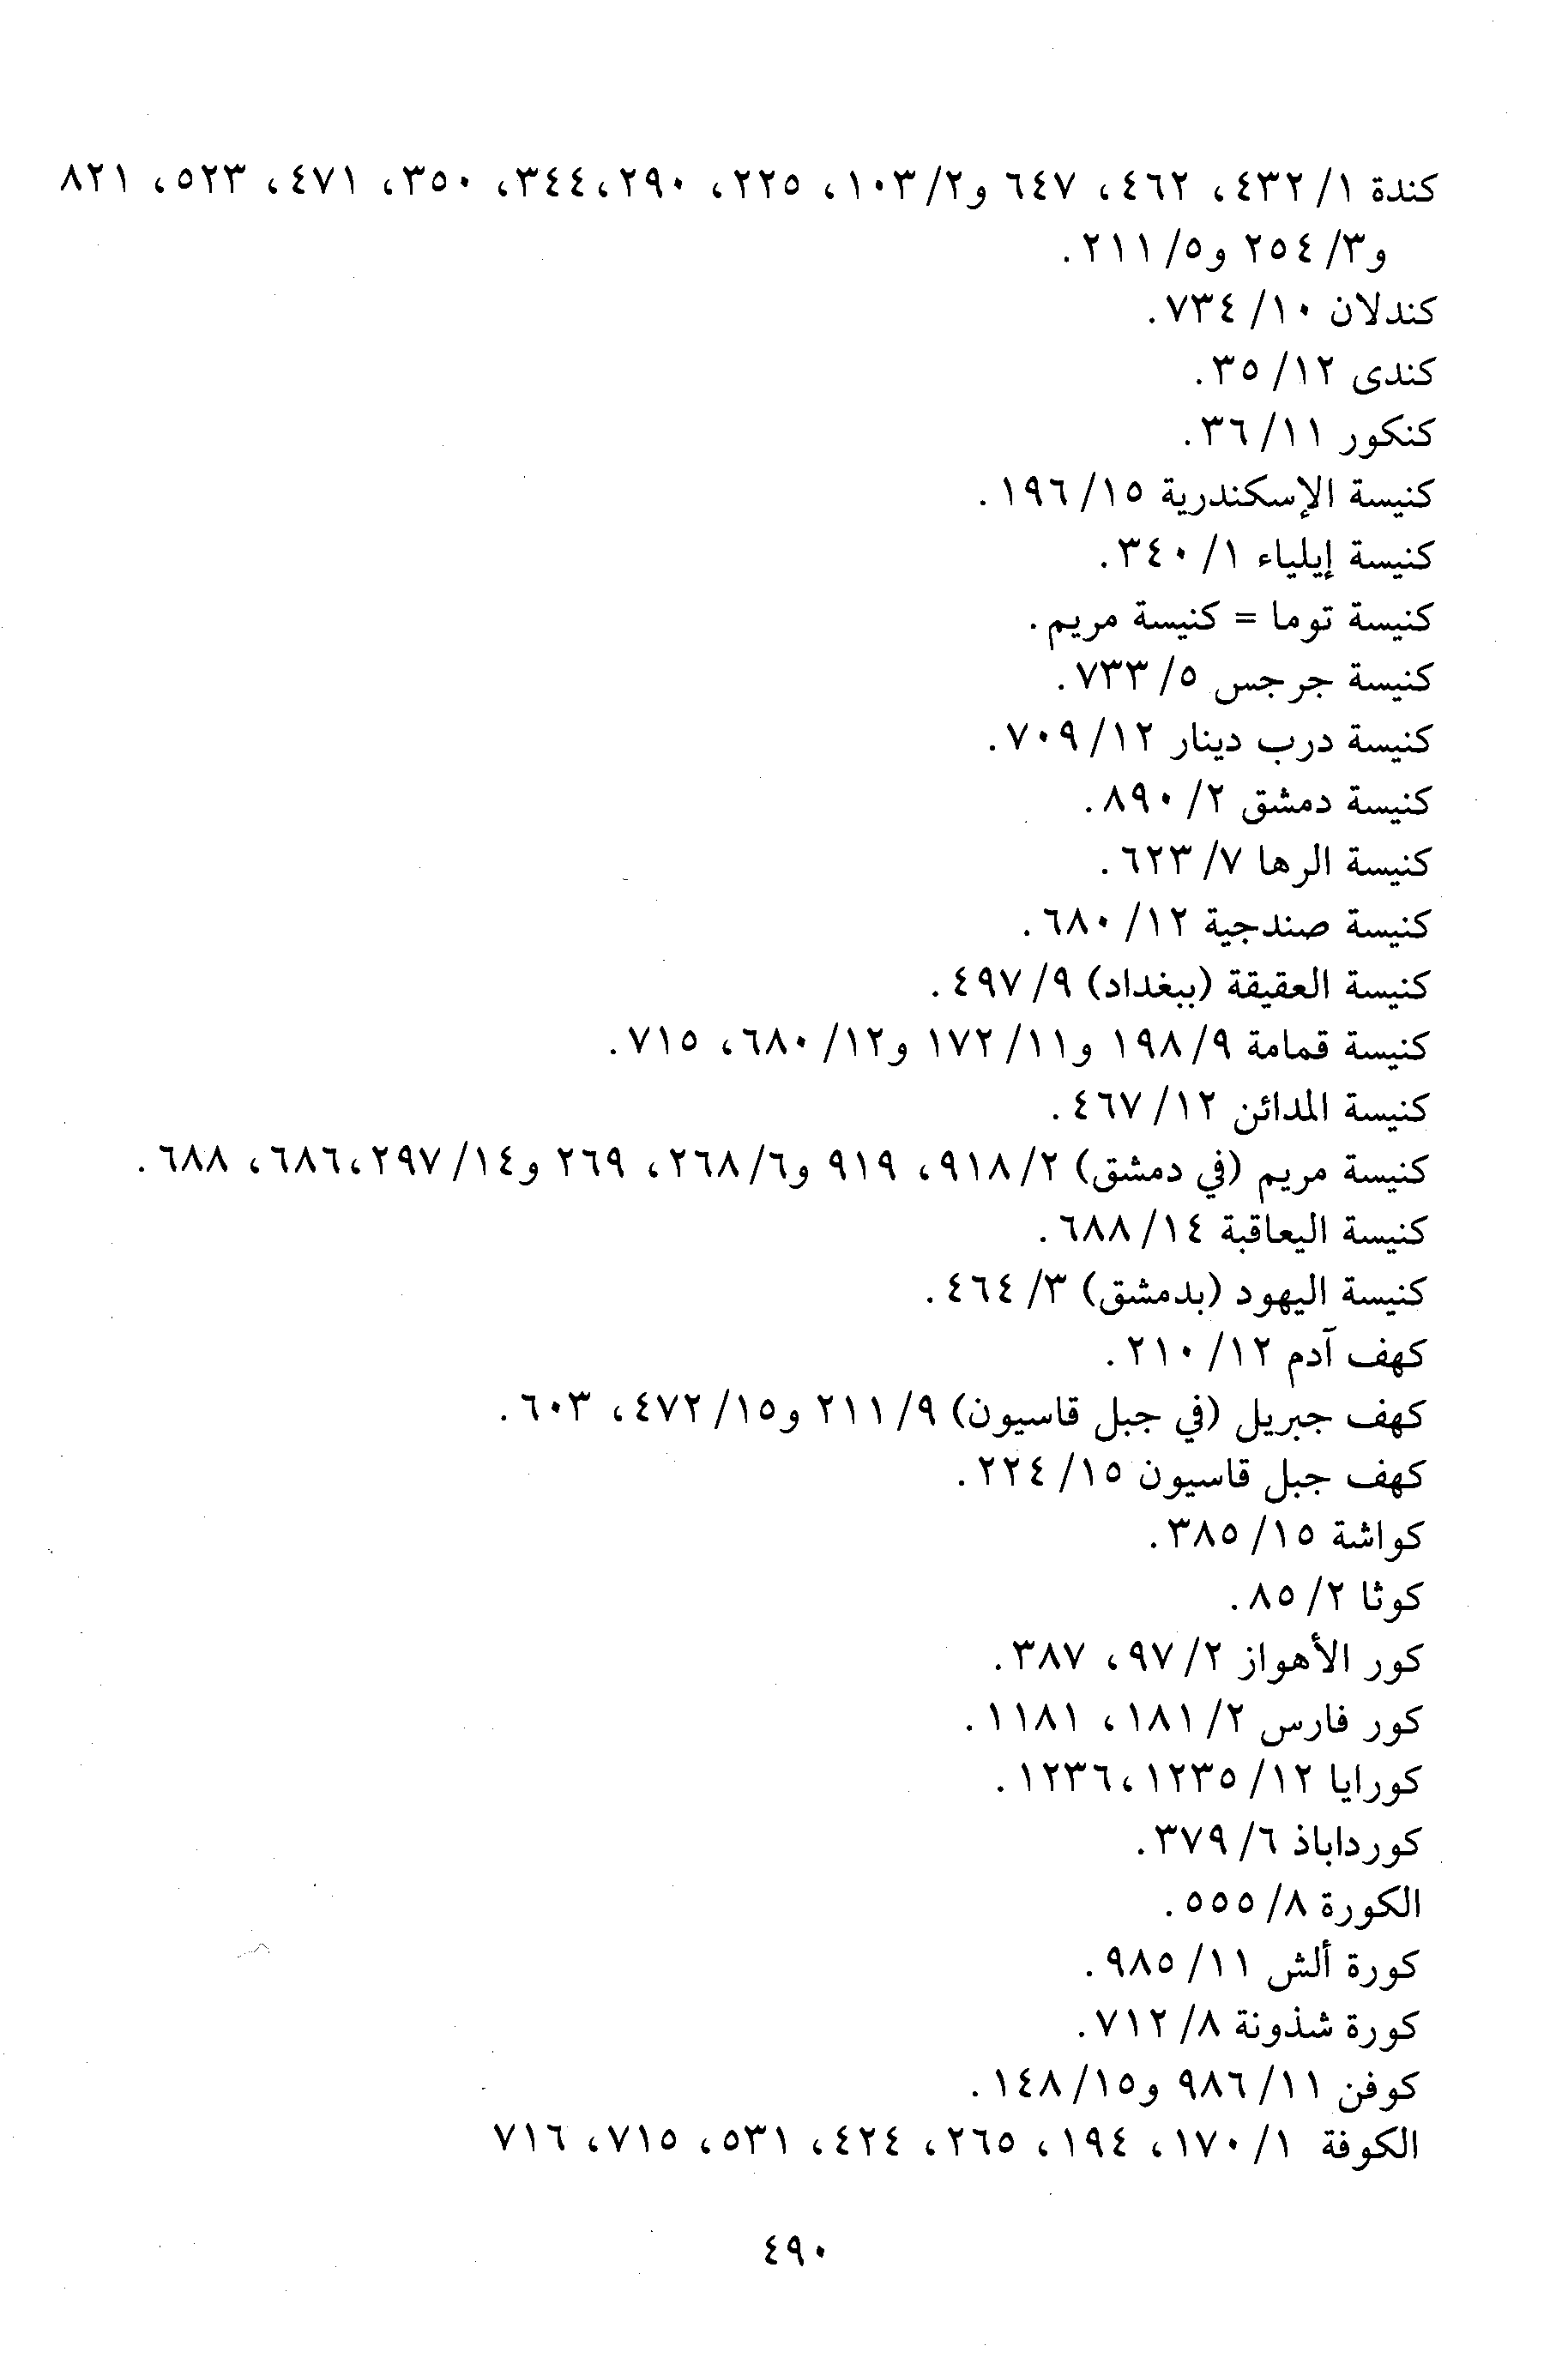 كندة ١/ ٤٣٢، ٤٦٢، ٦٤٧ و٢/ ١٠٣، ٢٢٥، ٢٩٠،٣٤٤، ٣٥٠، ٤٧١، ٥٢٣، ٨٢١
و٣/ ٢٥٤ و٥/ ٢١١.
كندلان ١٠/ ٧٣٤.
كندى ١٢/ ٣٥.
كنكور ١١/ ٣٦.
كنيسة الإسكندرية ١٥/ ١٩٦.
كنيسة إيلياء ١/ ٣٤٠.
كنيسة توما = كنيسة مريم.
كنيسة جرجس ٥/ ٧٣٣.
كنيسة درب دينار ١٢/ ٧٠٩.
كنيسة دمشق ٢/ ٨٩٠.
كنيسة الرها ٧/ ٦٢٣.
كنيسة صندجية ١٢/ ٦٨٠.
كنيسة العقيقة (ببغداد) ٩/ ٤٩٧.
كنيسة قمامة ٩/ ١٩٨ و١١/ ١٧٢ و١٢/ ٦٨٠، ٧١٥.
كنيسة المدائن ١٢/ ٤٦٧.
كنيسة مريم (في دمشق) ٢/ ٩١٨، ٩١٩ و٦/ ٢٦٨، ٢٦٩ و١٤/ ٢٩٧،٦٨٦، ٦٨٨.
كنيسة اليعاقبة ١٤/ ٦٨٨.
كنيسة اليهود (بدمشق) ٣/ ٤٦٤.
كهف آدم ١٢/ ٢١٠.
كهف جبريل (في جبل قاسيون) ٩/ ٢١١ و١٥/ ٤٧٢، ٦٠٣.
كهف جبل قاسيون ١٥/ ٢٢٤.
كواشة ١٥/ ٣٨٥.
كوثا ٢/ ٨٥.
كور الأهواز ٢/ ٩٧، ٣٨٧.
كور فارس ٢/ ١٨١، ١١٨١.
كورايا ١٢/ ١٢٣٥،١٢٣٦.
كورداباذ ٦/ ٣٧٩.
الكورة ٨/ ٥٥٥.
كورة ألش ١١/ ٩٨٥.
كورة شذونة ٨/ ٧١٢.
كوفن ١١/ ٩٨٦ و١٥/ ١٤٨.
الكوفة ١/ ١٧٠، ١٩٤، ٢٦٥، ٤٢٤، ٥٣١، ٧١٥، ٧١٦
٤٩٠